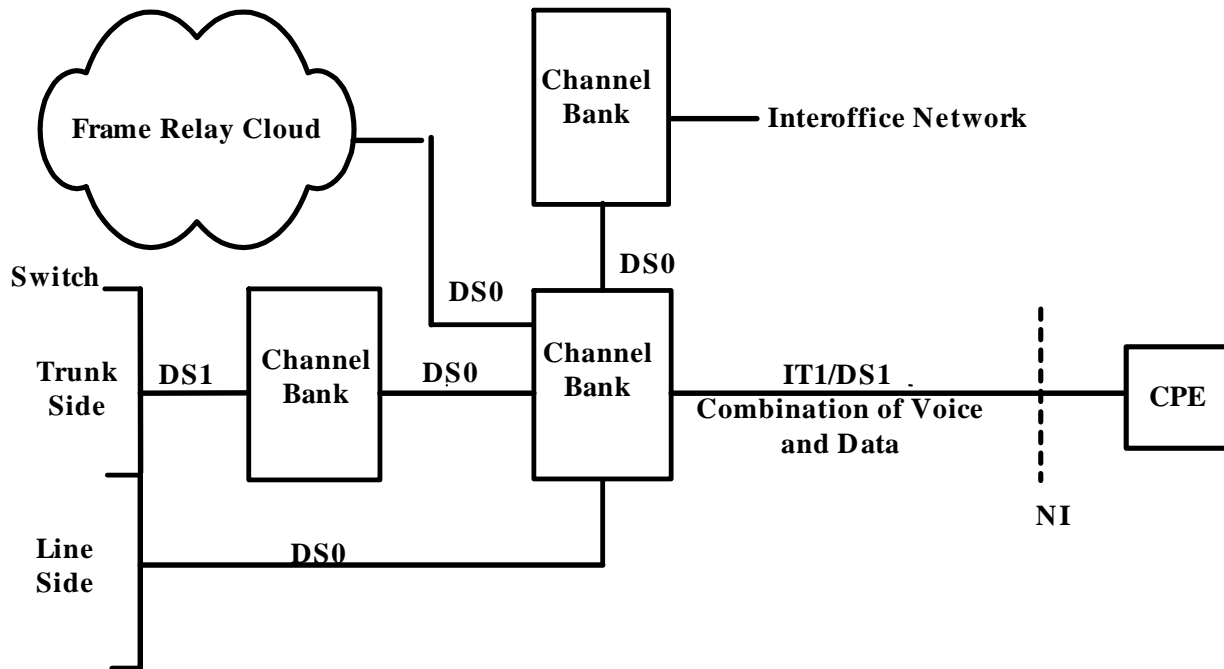 Channel
Bank
Frame Relay Cloud
Interoffice Network
DS0
Switch
DS0
Trunk
Side
DS1
Channel
Bank
DS0
Channel
Bank
IT1/DS1
Combination of Voice
and Data
CPE
NI
Line
Side
DS0